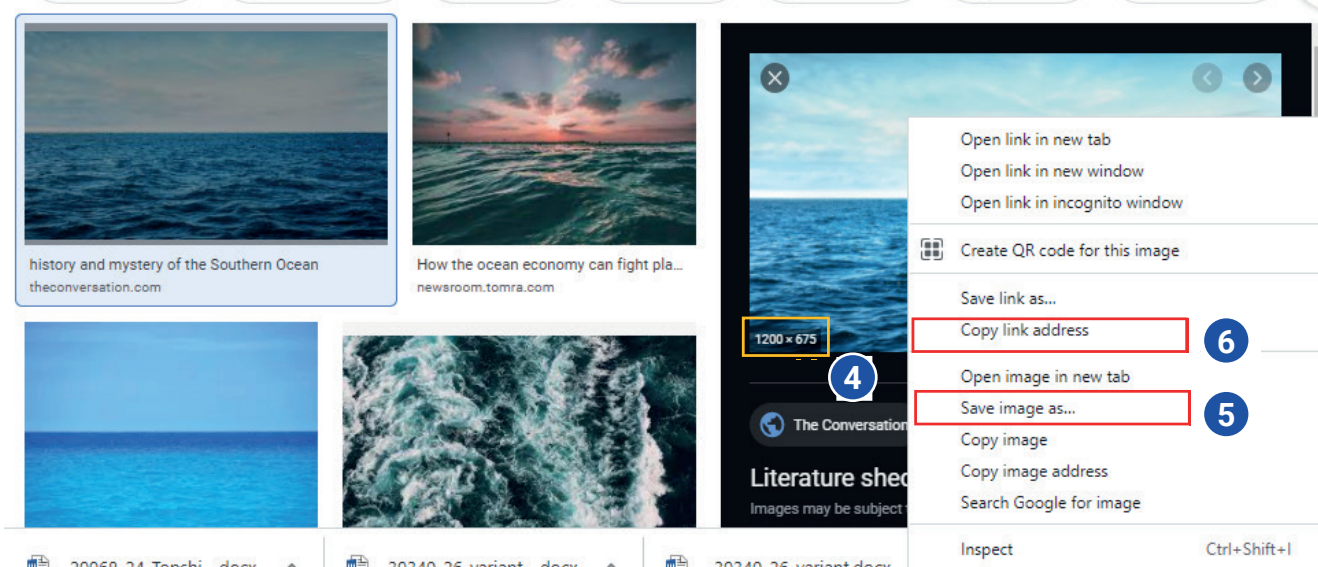 history and mystery of the Southern Ocean
theconversation.com
How the ocean economy can fight pla...
newsroom.tomra.com
1200 × 675
4
The Conversation
Literature shed
Images may be subject
Open link in new tab
Open link in new window
Open link in incognito window
Create QR code for this image
Save link as...
Copy link address
6
Open image in new tab
Save image as...
5
Copy image
Copy image address
Search Google for image
Inspect Ctrl+Shift+I